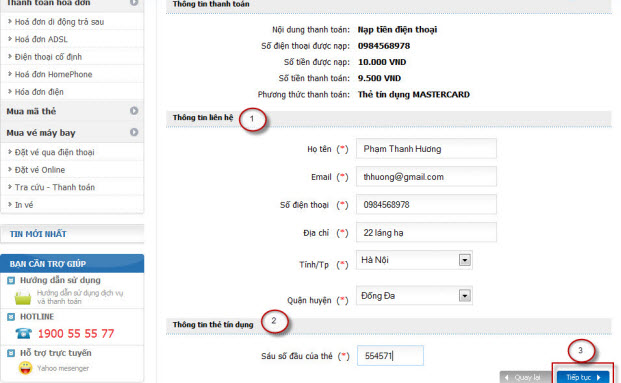 Thanh toán hoá đơn
Hoá đơn di động trả sau
Hoá đơn ADSL
Điện thoại cố định
Hoá đơn HomePhone
Hóa đơn điện
Mua mã thẻ
Mua vé máy bay
Đặt vé qua điện thoại
Đặt vé Online
Tra cứu - Thanh toán
In vé
TIN MỚI NHẤT
BẠN CẦN TRỢ GIÚP
Hướng dẫn sử dụng
Hướng dẫn sử dụng dịch vụ
và thanh toán
HOTLINE
1900 55 55 77
Hỗ trợ trực tuyến
Yahoo mesenger
Thông tin thanh toán
Nội dung thanh toán: Nạp tiền điện thoại
Số điện thoại được nạp: 0984568978
Số tiền được nạp: 10.000 VND
Số tiền thanh toán: 9.500 VND
Phương thức thanh toán: Thẻ tín dụng MASTERCARD
Thông tin liên hệ 1
Họ tên (*) Phạm Thanh Hương
Email (*) thhuong@gmail.com
Số điện thoại (*) 0984568978
Địa chỉ (*) 22 láng hạ
Tỉnh/Tp (*) Hà Nội
Quận huyện (*) Đống Đa
Thông tin thẻ tín dụng 2
Sáu số đầu của thẻ (*) 554571
3
Quay lại Tiếp tục